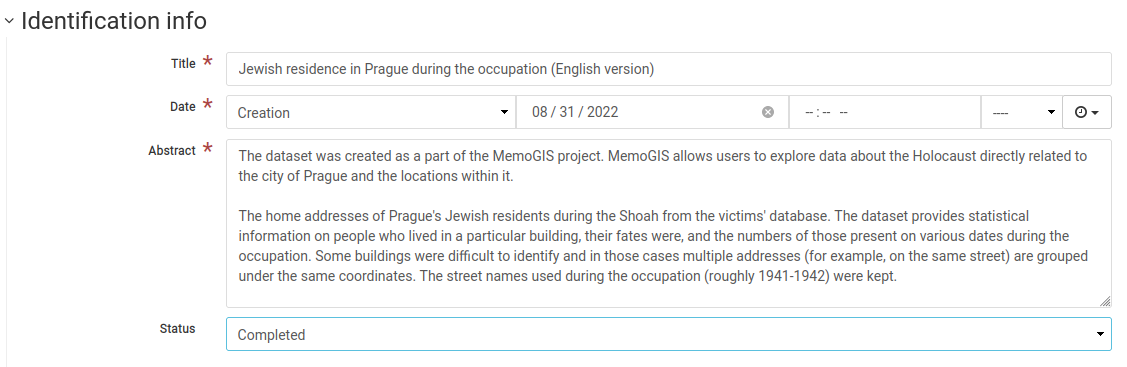 Identification info
Title *
Jewish residence in Prague during the occupation (English version)
Date *
Creation
08 / 31 / 2022
-- : -- --
----
Abstract *
The dataset was created as a part of the MemoGIS project. MemoGIS allows users to explore data about the Holocaust directly related to
the city of Prague and the locations within it.
The home addresses of Prague's Jewish residents during the Shoah from the victims' database. The dataset provides statistical
information on people who lived in a particular building, their fates were, and the numbers of those present on various dates during the
occupation. Some buildings were difficult to identify and in those cases multiple addresses (for example, on the same street) are grouped
under the same coordinates. The street names used during the occupation (roughly 1941-1942) were kept.
Status
Completed